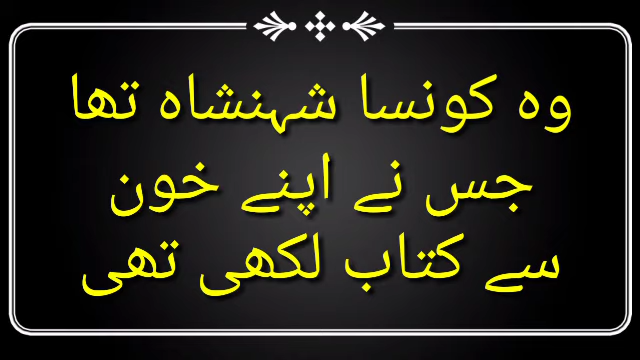 وہ کونسا شہنشاہ تھا
جس نے اپنے خون
سے کتاب لکھی تھی